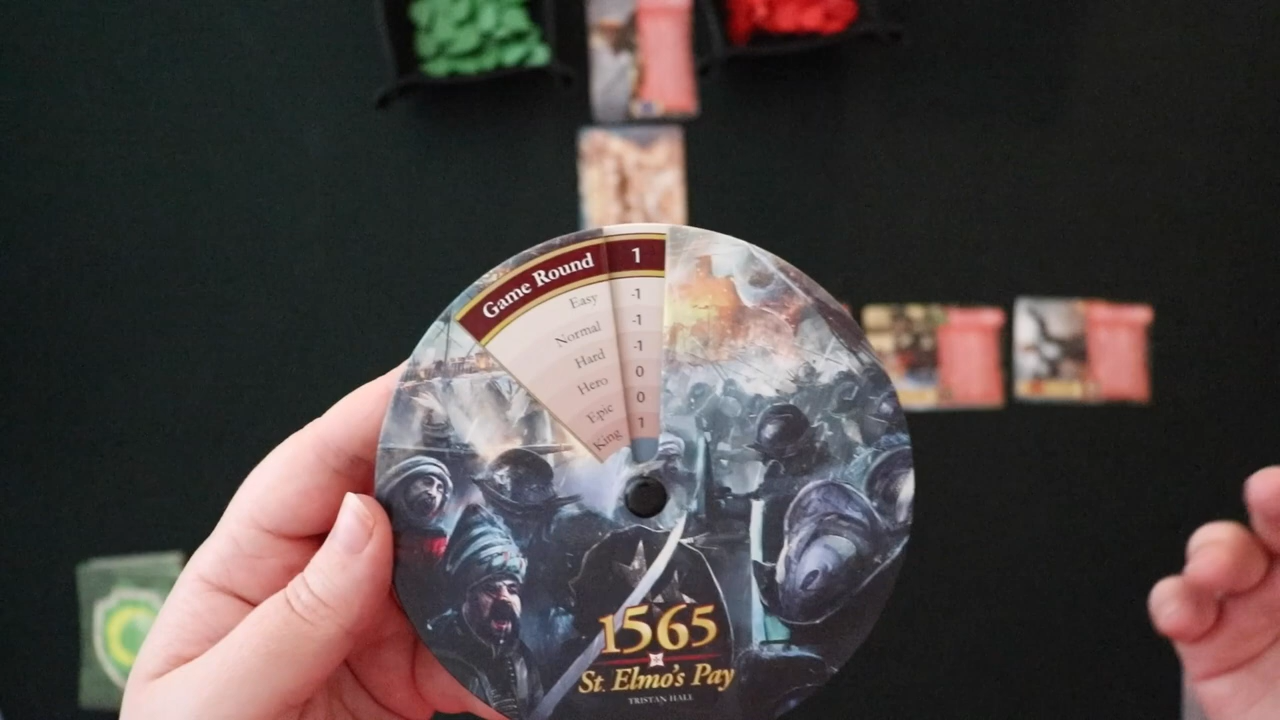 Game Round 1
Easy -1
Normal -1
Hard -1
Hero 0
Epic 0
King 1
1565
St. Elmo's Pay
TRISTAN HALL